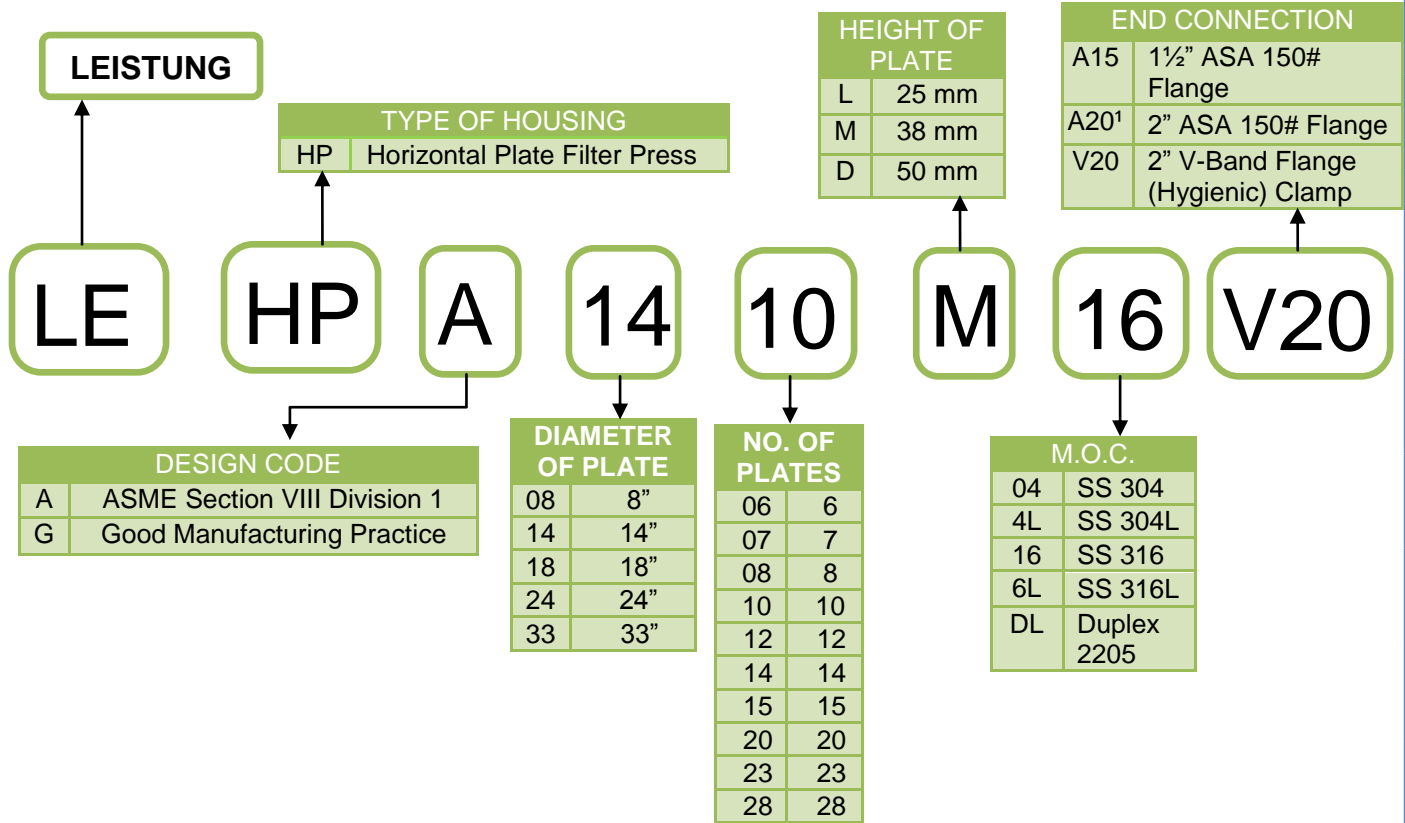 LEISTUNG
TYPE OF HOUSING
HP Horizontal Plate Filter Press
HEIGHT OF
PLATE
L 25 mm
M 38 mm
D 50 mm
END CONNECTION
A15 1½” ASA 150#
Flange
A20¹ 2” ASA 150# Flange
V20 2” V-Band Flange
(Hygienic) Clamp
LE HP A 14 10 M 16 V20
DESIGN CODE
A ASME Section VIII Division 1
G Good Manufacturing Practice
DIAMETER
OF PLATE
08 8”
14 14”
18 18”
24 24”
33 33”
NO. OF
PLATES
06 6
07 7
08 8
10 10
12 12
14 14
15 15
20 20
23 23
28 28
M.O.C.
04 SS 304
4L SS 304L
16 SS 316
6L SS 316L
DL Duplex
2205